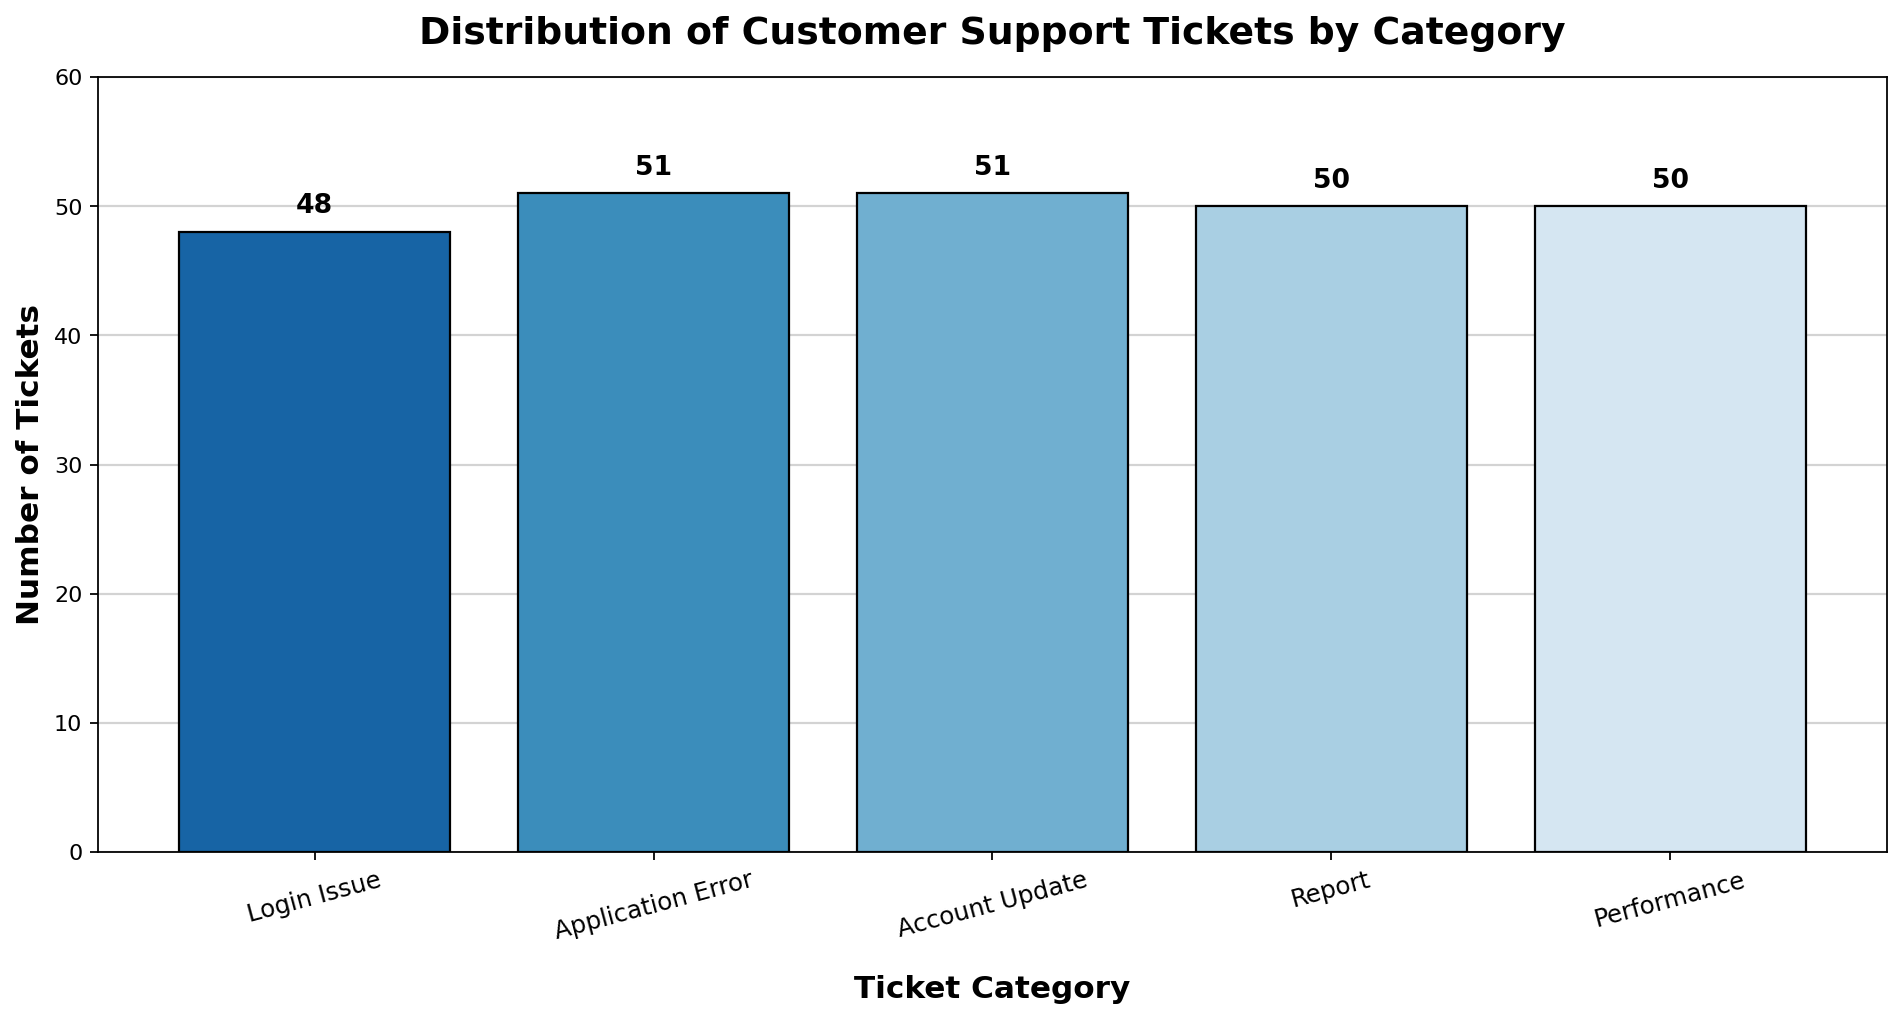 Distribution of Customer Support Tickets by Category
Number of Tickets
60
50
40
30
20
10
0
48
51
51
50
50
Login Issue
Application Error
Account Update
Report
Performance
Ticket Category